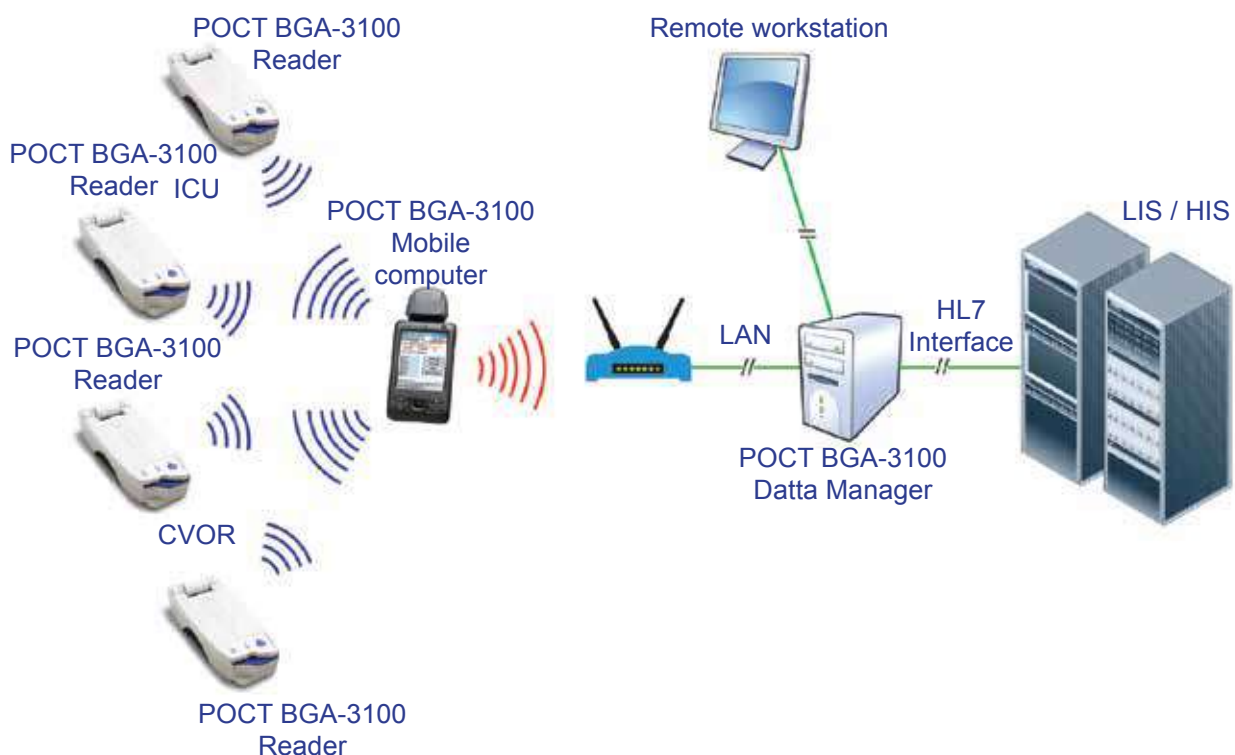 POCT BGA-3100
Reader
Remote workstation
POCT BGA-3100
Reader
ICU
POCT BGA-3100
Mobile
computer
LIS / HIS
POCT BGA-3100
Reader
LAN
HL7
Interface
POCT BGA-3100
Datta Manager
CVOR
POCT BGA-3100
Reader